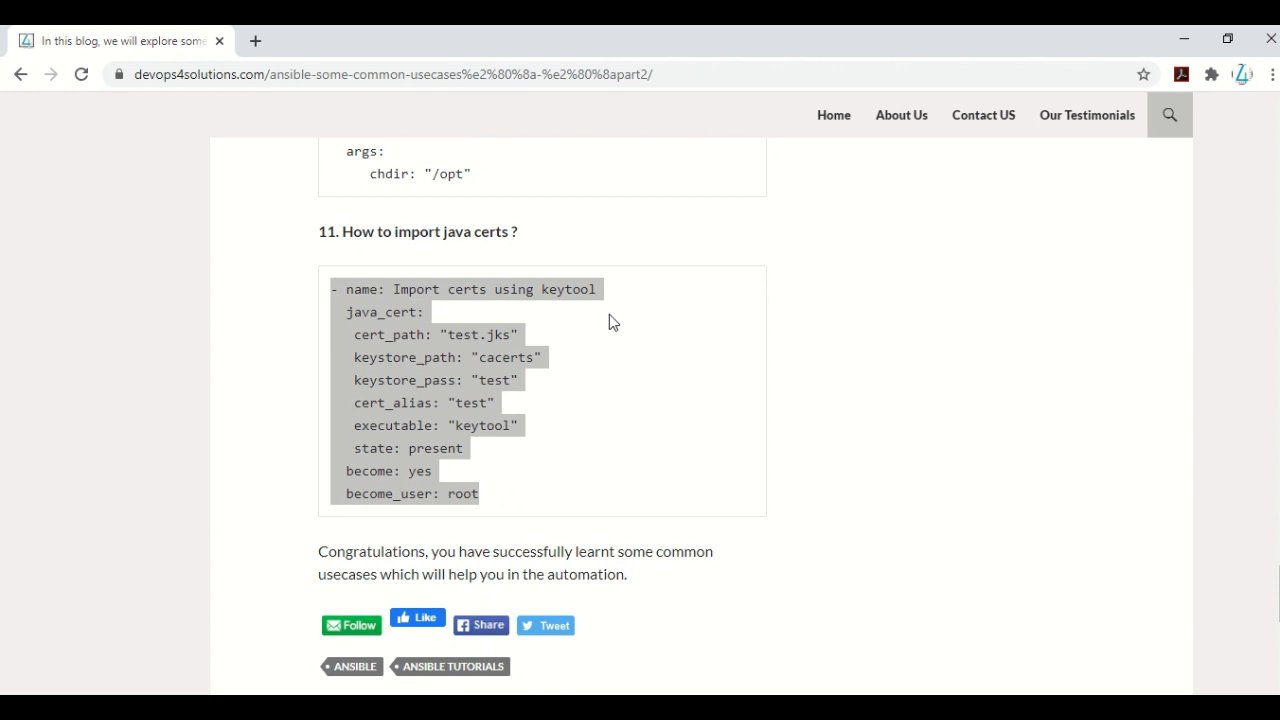 In this blog, we will explore some
devops4solutions.com/ansible-some-common-usecases%e2%80%8a-%e2%80%8apart2/
Home About Us Contact US Our Testimonials
args:
chdir: "/opt"
11. How to import java certs ?
- name: Import certs using keytool
java_cert:
cert_path: "test.jks"
keystore_path: "cacerts"
keystore_pass: "test"
cert_alias: "test"
executable: "keytool"
state: present
become: yes
become_user: root
Congratulations, you have successfully learnt some common
usecases which will help you in the automation.
Follow Like Share Tweet
ANSIBLE ANSIBLE TUTORIALS